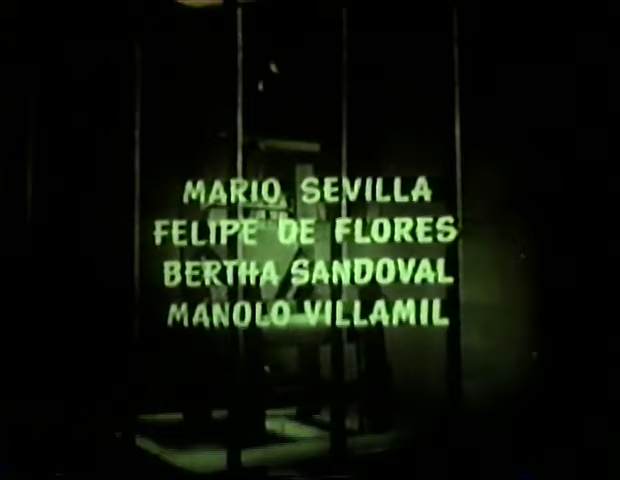 MARIO SEVILLA
FELIPE DE FLORES
BERTHA SANDOVAL
MANOLO VILLAMIL